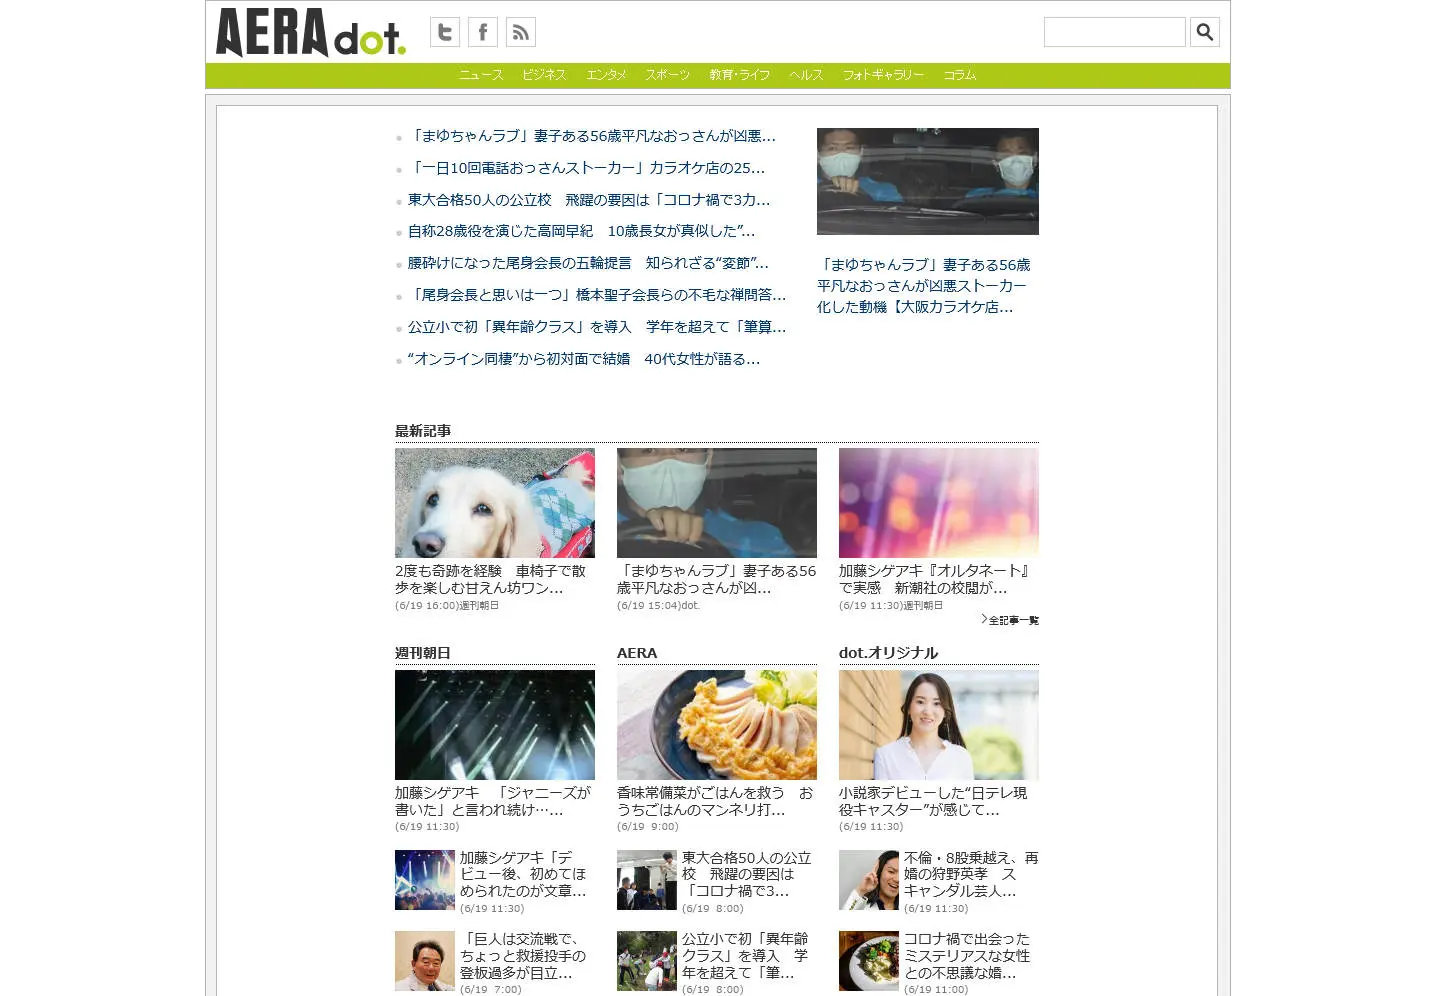 AERA dot.
ニュース ビジネス エンタメ スポーツ 教育・ライフ ヘルス フォトギャラリー コラム
「まゆちゃんラブ」妻子ある56歳平凡なおっさんが凶悪...
「一日10回電話おっさんストーカー」カラオケ店の25...
東大合格50人の公立校　飛躍の要因は「コロナ禍で3カ...
自称28歳役を演じた高岡早紀　10歳長女が真似した”...
腰砕けになった尾身会長の五輪提言　知られざる“変節”...
「尾身会長と思いは一つ」橋本聖子会長らの不毛な禅問答...
公立小で初「異年齢クラス」を導入　学年を超えて「筆算...
“オンライン同棲”から初対面で結婚　40代女性が語る...
「まゆちゃんラブ」妻子ある56歳
平凡なおっさんが凶悪ストーカー
化した動機【大阪カラオケ店...
最新記事
2度も奇跡を経験　車椅子で散
歩を楽しむ甘えん坊ワン...
(6/19 16:00)週刊朝日
「まゆちゃんラブ」妻子ある56
歳平凡なおっさんが凶...
(6/19 15:04)dot.
加藤シゲアキ『オルタネート』
で実感　新潮社の校閲が...
(6/19 11:30)週刊朝日
全記事一覧
週刊朝日
加藤シゲアキ　「ジャニーズが
書いた」と言われ続け…...
(6/19 11:30)
加藤シゲアキ「デ
ビュー後、初めてほ
められたのが文章...
(6/19 11:30)
「巨人は交流戦で、
ちょっと救援投手の
登板過多が目立...
(6/19 7:00)
AERA
香味常備菜がごはんを救う　お
うちごはんのマンネリ打...
(6/19 9:00)
東大合格50人の公立
校　飛躍の要因は
「コロナ禍で3...
(6/19 8:00)
公立小で初「異年齢
クラス」を導入　学
年を超えて「筆...
(6/19 8:00)
dot.オリジナル
小説家デビューした“日テレ現
役キャスター”が感じて...
(6/19 11:30)
不倫・8股乗越え、再
婚の狩野英孝　ス
キャンダル芸人...
(6/19 11:30)
コロナ禍で出会った
ミステリアスな女性
との不思議な婚...
(6/19 11:00)